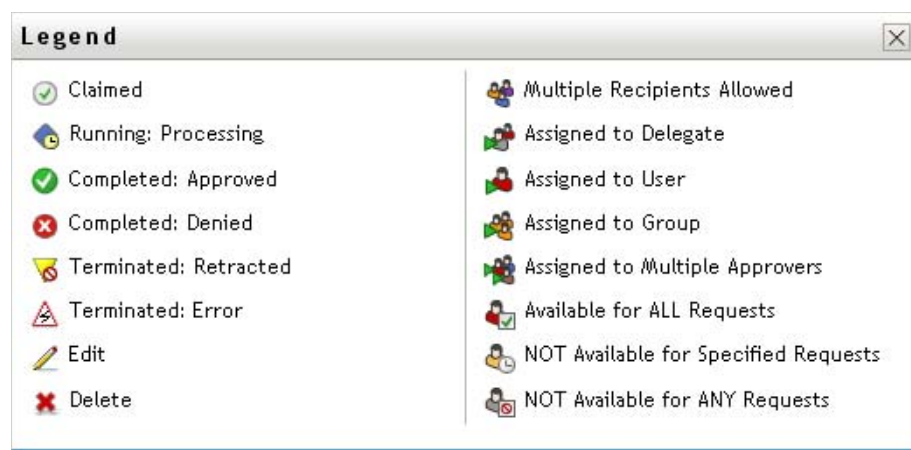 Legend
Claimed
Running: Processing
Completed: Approved
Completed: Denied
Terminated: Retracted
Terminated: Error
Edit
Delete
Multiple Recipients Allowed
Assigned to Delegate
Assigned to User
Assigned to Group
Assigned to Multiple Approvers
Available for ALL Requests
NOT Available for Specified Requests
NOT Available for ANY Requests